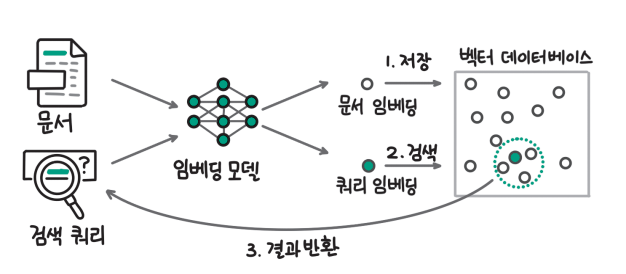 문서
검색 쿼리
?
임베딩 모델
문서 임베딩
쿼리 임베딩
1. 저장
2. 검색
벡터 데이터베이스
3. 결과 반환